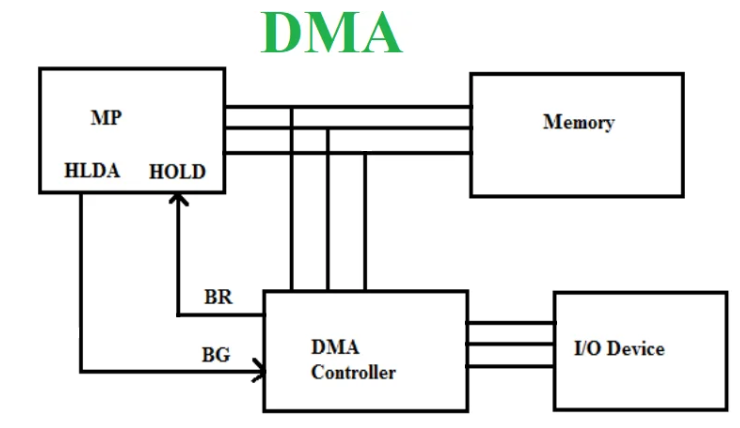 DMA
MP
Memory
HLDA HOLD
BR
BG
DMA
Controller
I/O Device